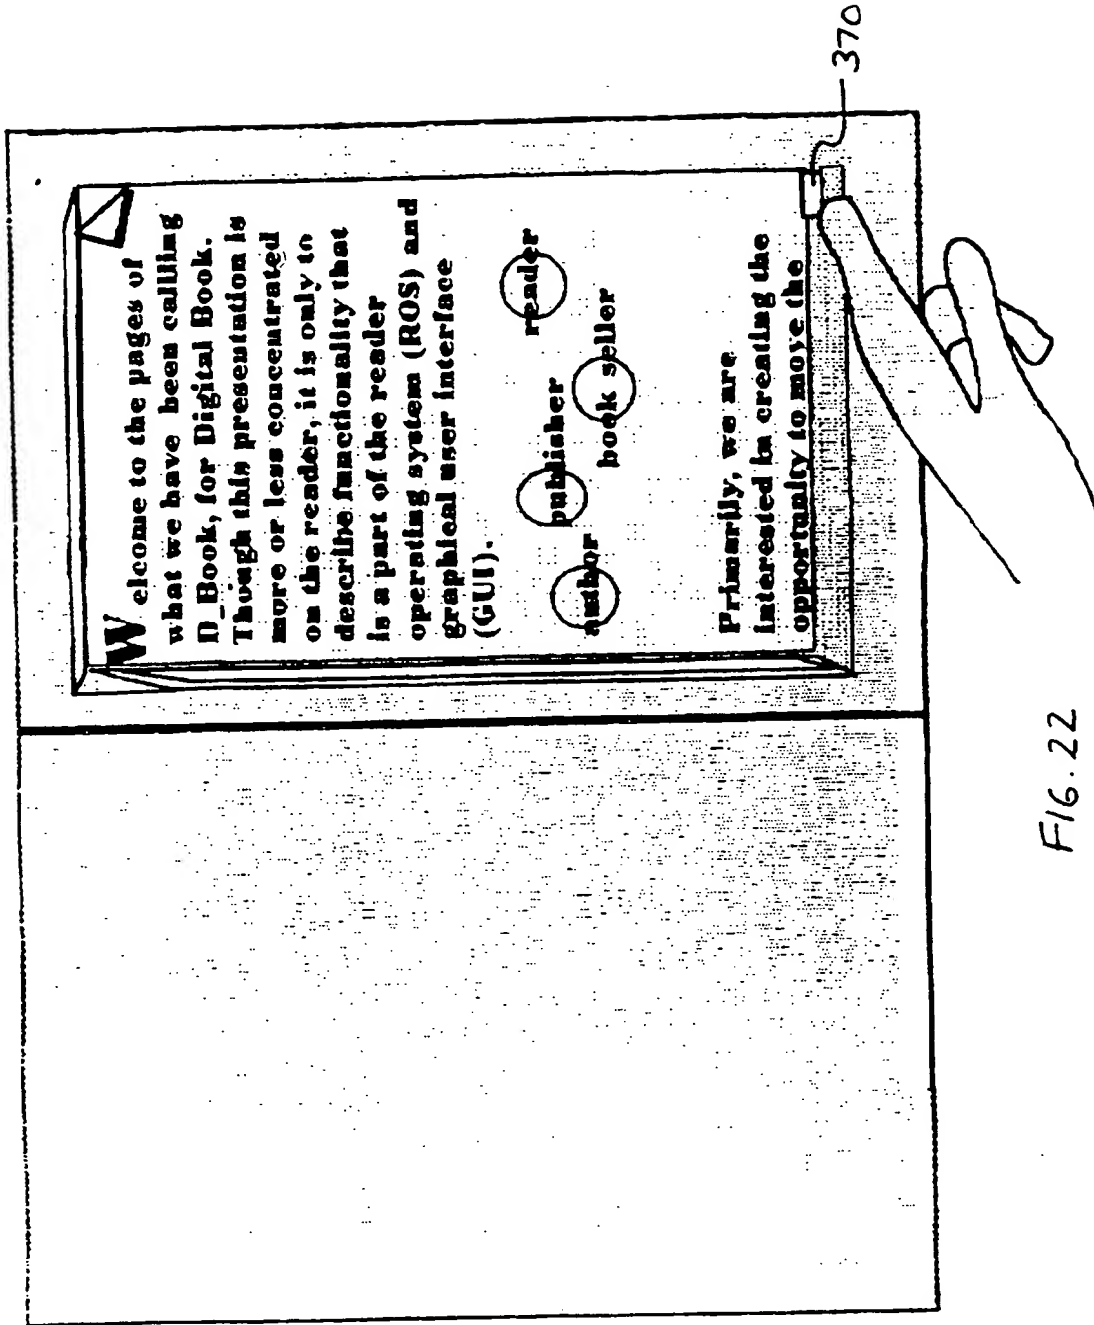 Welcome to the pages of
what we have been calling
D_Book, for Digital Book.
Though this presentation is
more or less concentrated
on the reader, it is only to
describe functionality that
is a part of the reader
operating system (ROS) and
graphical user interface
(GUI).
author
publisher
book seller
reader
Primarily, we are
interested in creating the
opportunity to move the
370
FIG. 22